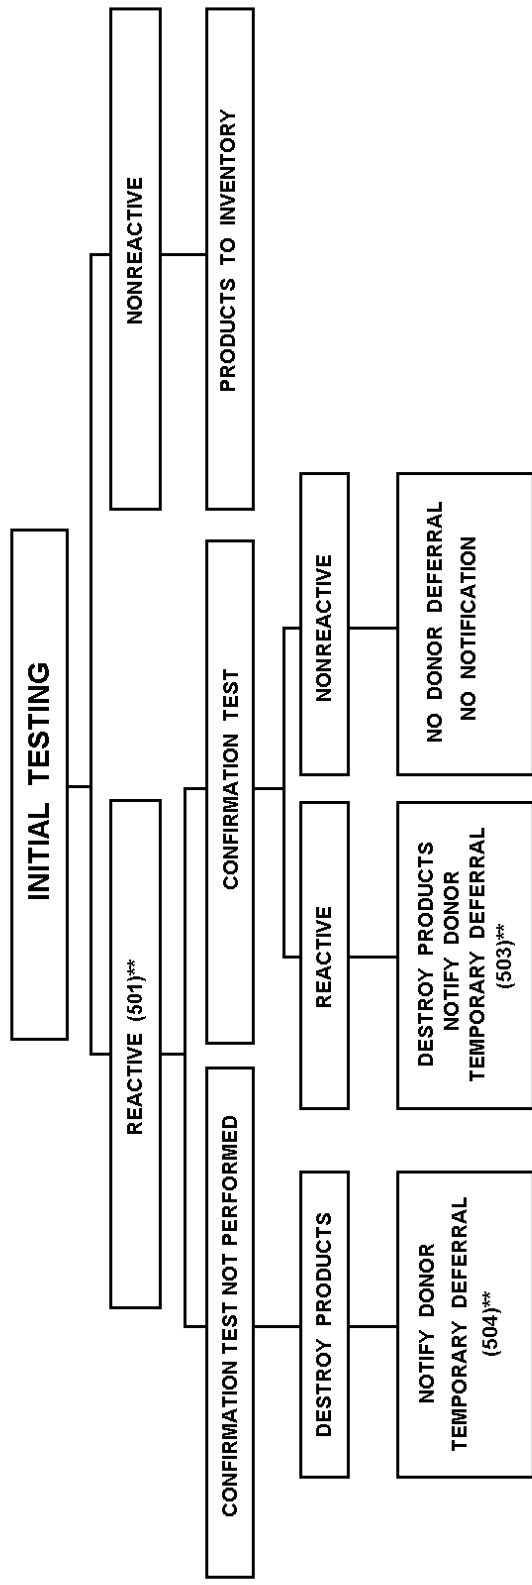 INITIAL TESTING
REACTIVE (501)**
NONREACTIVE
CONFIRMATION TEST NOT PERFORMED
CONFIRMATION TEST
PRODUCTS TO INVENTORY
DESTROY PRODUCTS
REACTIVE
NONREACTIVE
NOTIFY DONOR
TEMPORARY DEFERRAL
(504)**
DESTROY PRODUCTS
NOTIFY DONOR
TEMPORARY DEFERRAL
(503)**
NO DONOR DEFERRAL
NO NOTIFICATION